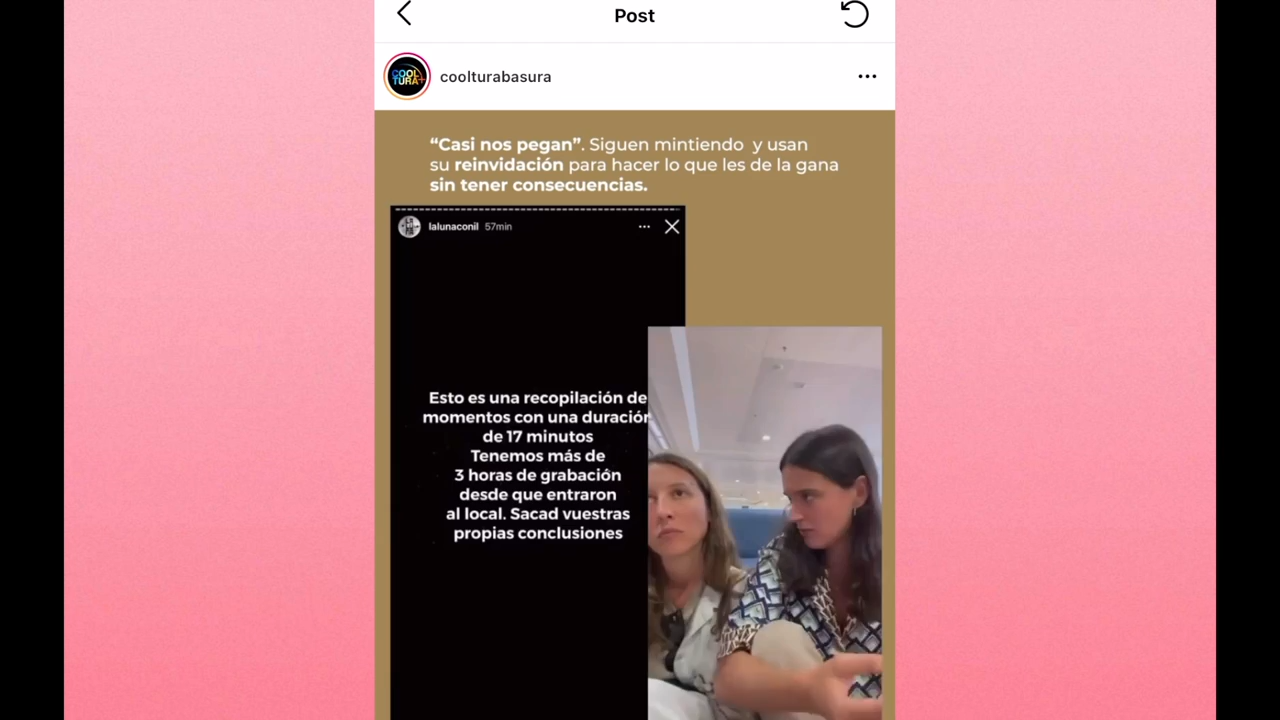 Post
COOL
TURA+
coolturabasura
“Casi nos pegan”. Siguen mintiendo y usan
su reinvidación para hacer lo que les de la gana
sin tener consecuencias.
lalunaconil 57min
Esto es una recopilación de
momentos con una duración
de 17 minutos
Tenemos más de
3 horas de grabación
desde que entraron
al local. Sacad vuestras
propias conclusiones